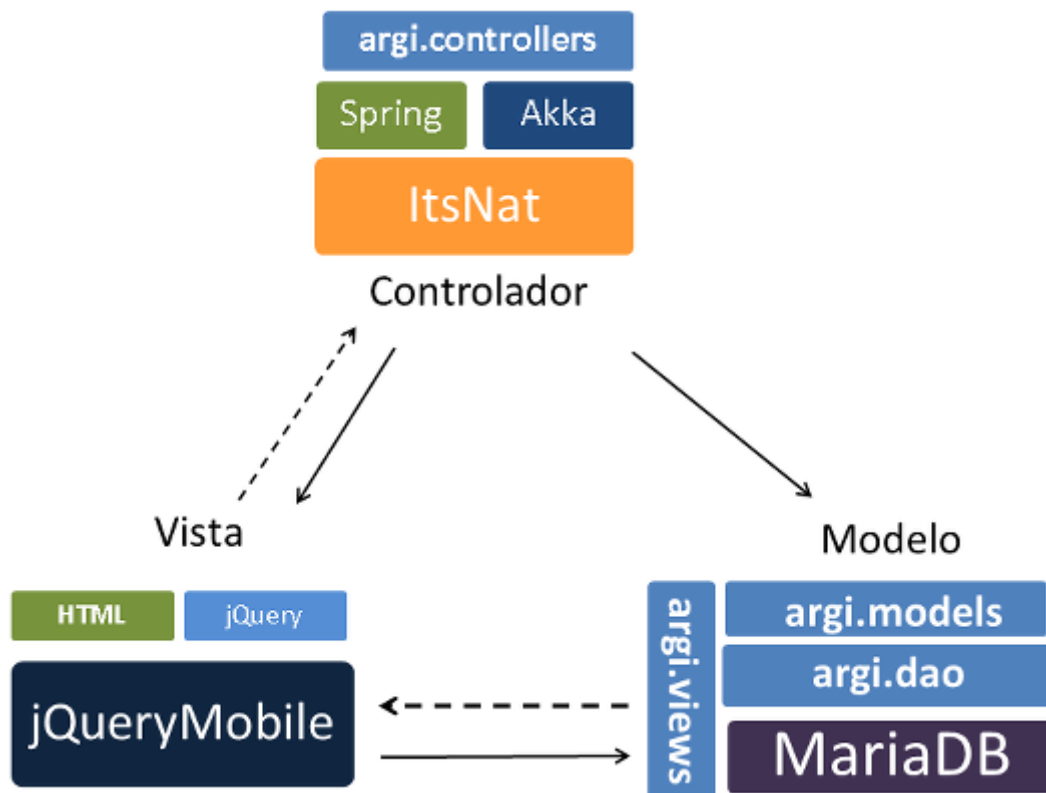 argi.controllers
Spring
Akka
ItsNat
Controlador
Vista
Modelo
HTML
jQuery
jQueryMobile
argi.views
argi.models
argi.dao
MariaDB